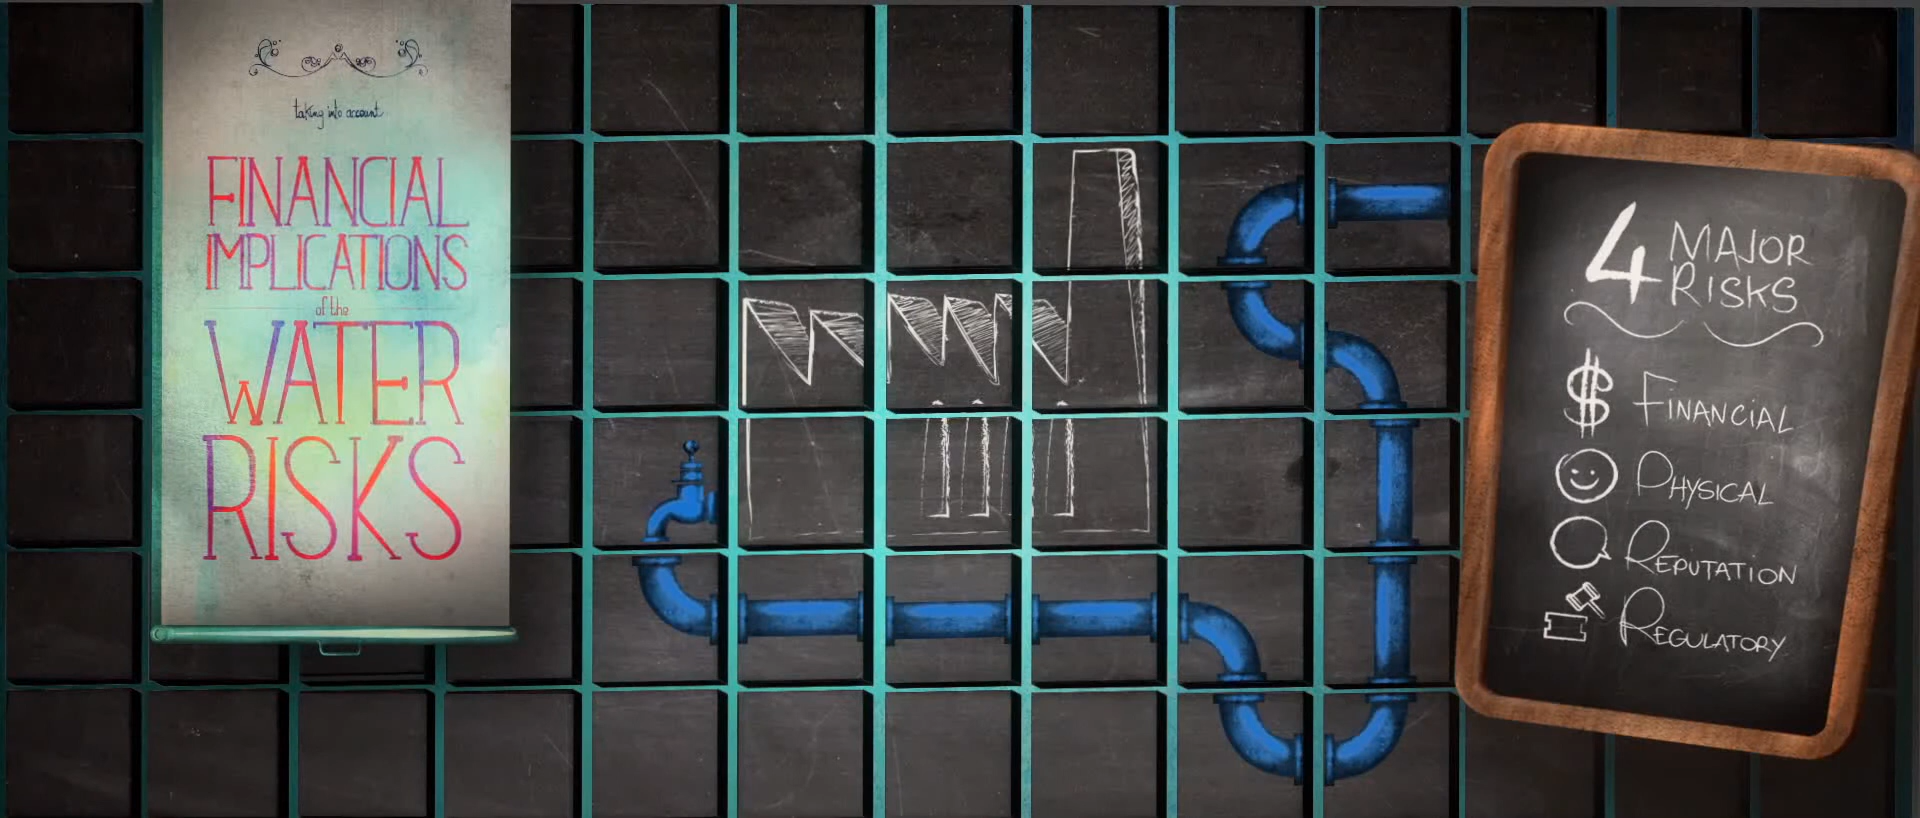 taking into account
FINANCIAL
IMPLICATIONS
of the
WATER
RISKS
4 MAJOR
RISKS
$ FINANCIAL
PHYSICAL
REPUTATION
REGULATORY